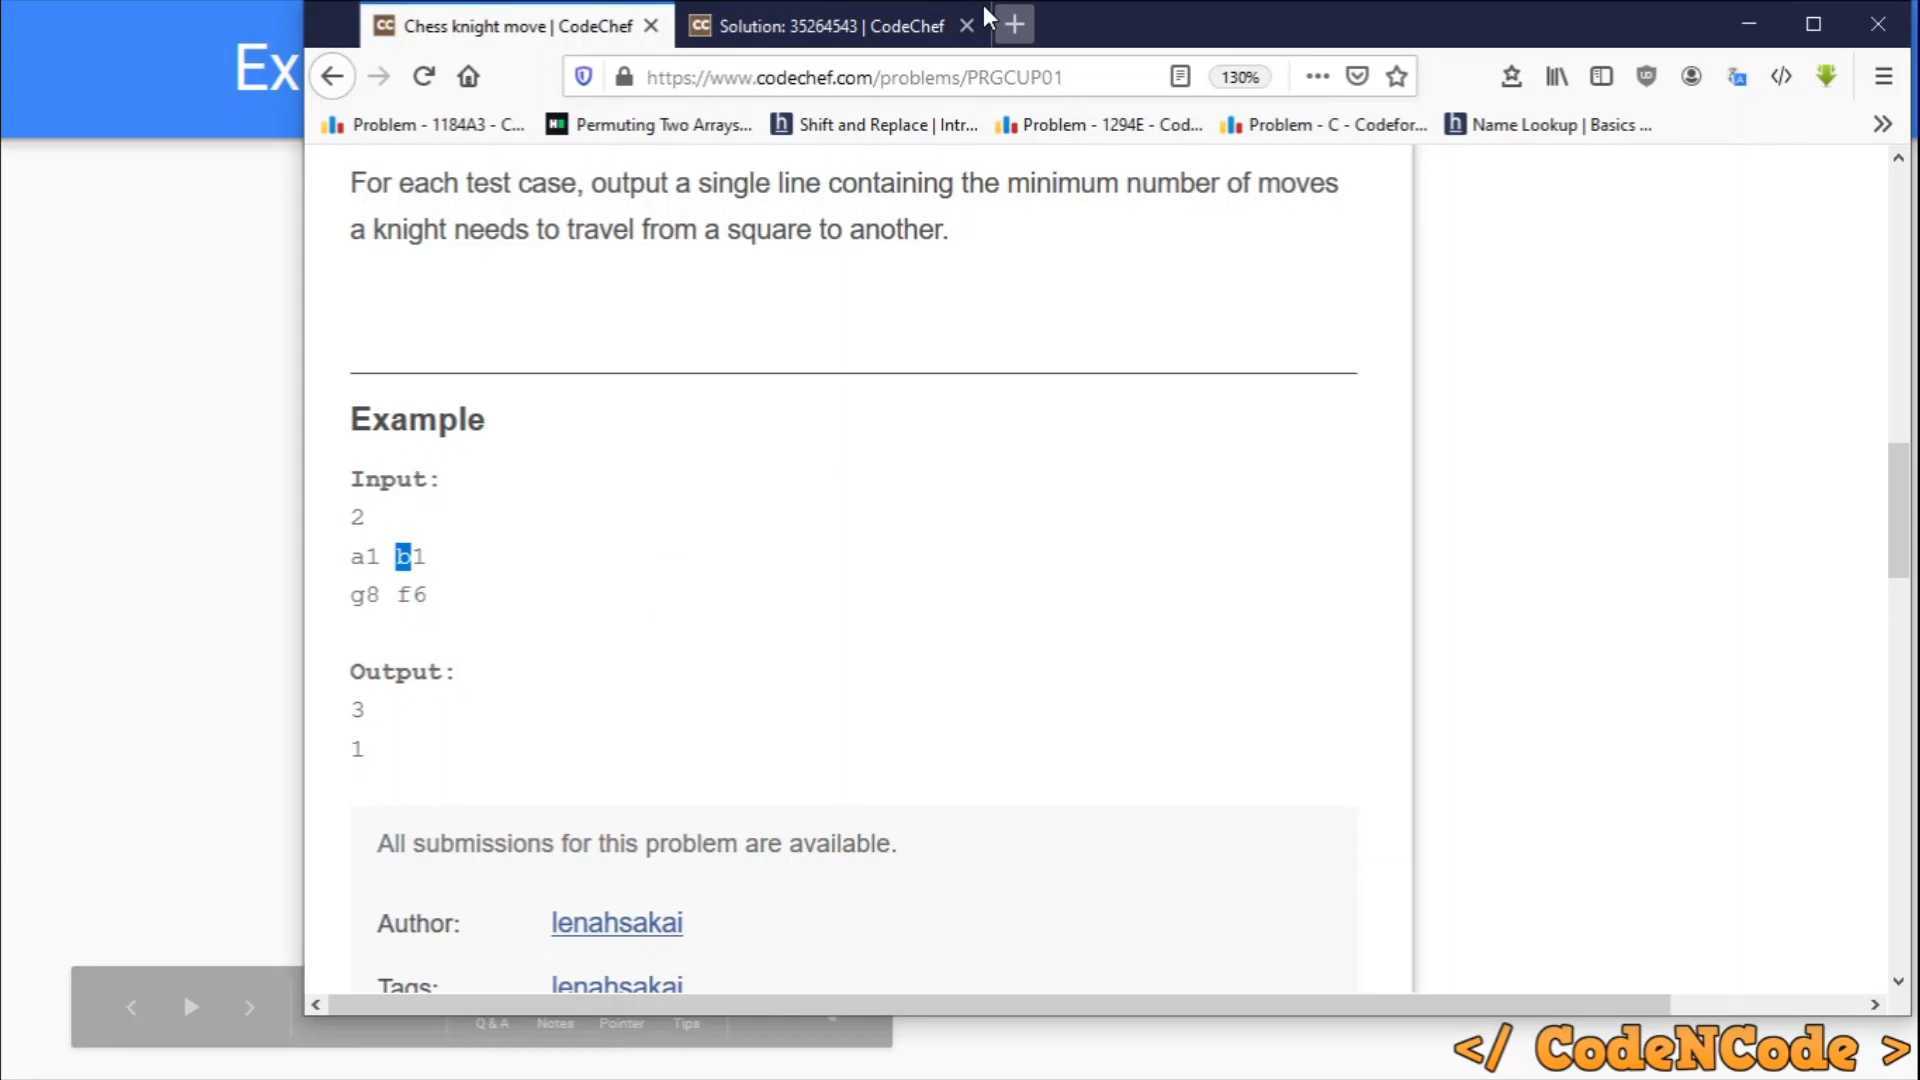 Ex
Chess knight move | CodeChef
Solution: 35264543 | CodeChef
https://www.codechef.com/problems/PRGCUP01
130%
Problem - 1184A3 - C...
Permuting Two Arrays...
Shift and Replace | Intr...
Problem - 1294E - Cod...
Problem - C - Codefor...
Name Lookup | Basics ...
For each test case, output a single line containing the minimum number of moves
a knight needs to travel from a square to another.
Example
Input:
2
a1 b1
g8 f6
Output:
3
1
All submissions for this problem are available.
Author: lenahsakai
Tags: lenahsakai
Q & A Notes Pointer Tips
</ CodeNCode >